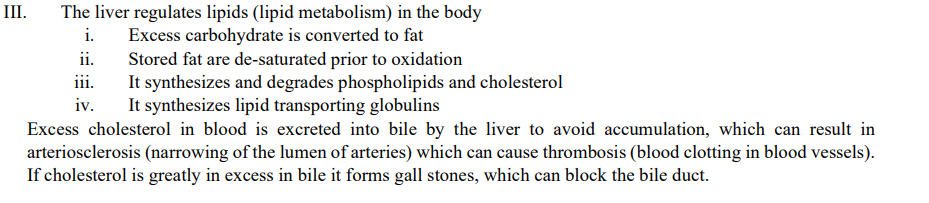 III. The liver regulates lipids (lipid metabolism) in the body
i. Excess carbohydrate is converted to fat
ii. Stored fat are de-saturated prior to oxidation
iii. It synthesizes and degrades phospholipids and cholesterol
iv. It synthesizes lipid transporting globulins
Excess cholesterol in blood is excreted into bile by the liver to avoid accumulation, which can result in
arteriosclerosis (narrowing of the lumen of arteries) which can cause thrombosis (blood clotting in blood vessels).
If cholesterol is greatly in excess in bile it forms gall stones, which can block the bile duct.